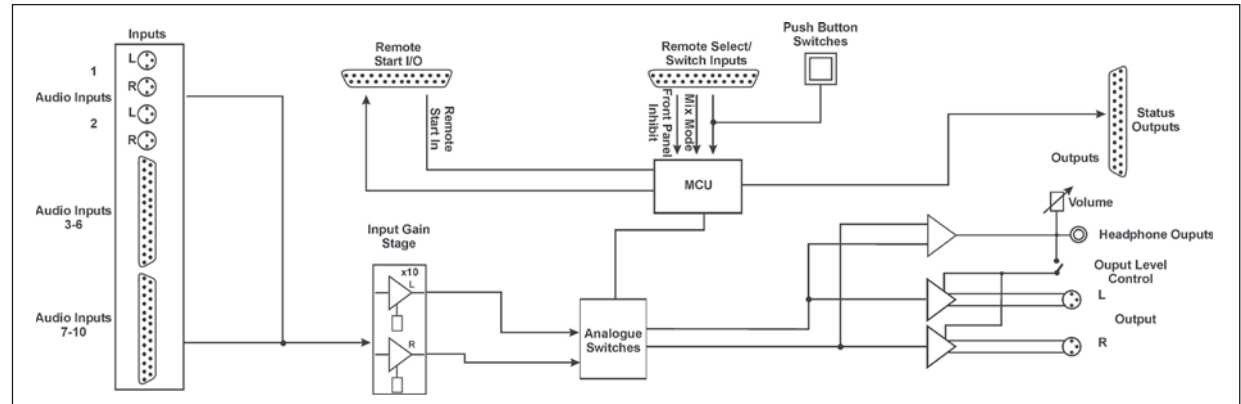 Inputs
L
1
R
Audio Inputs
L
2
R
Audio Inputs
3-6
Audio Inputs
7-10
Remote
Start I/O
Remote
Start In
Input Gain
Stage
x10
L
R
Remote Select/
Switch Inputs
Front Panel
Inhibit
Mix Mode
Push Button
Switches
MCU
Analogue
Switches
Status
Outputs
Outputs
Volume
Headphone Ouputs
Ouput Level
Control
L
Output
R